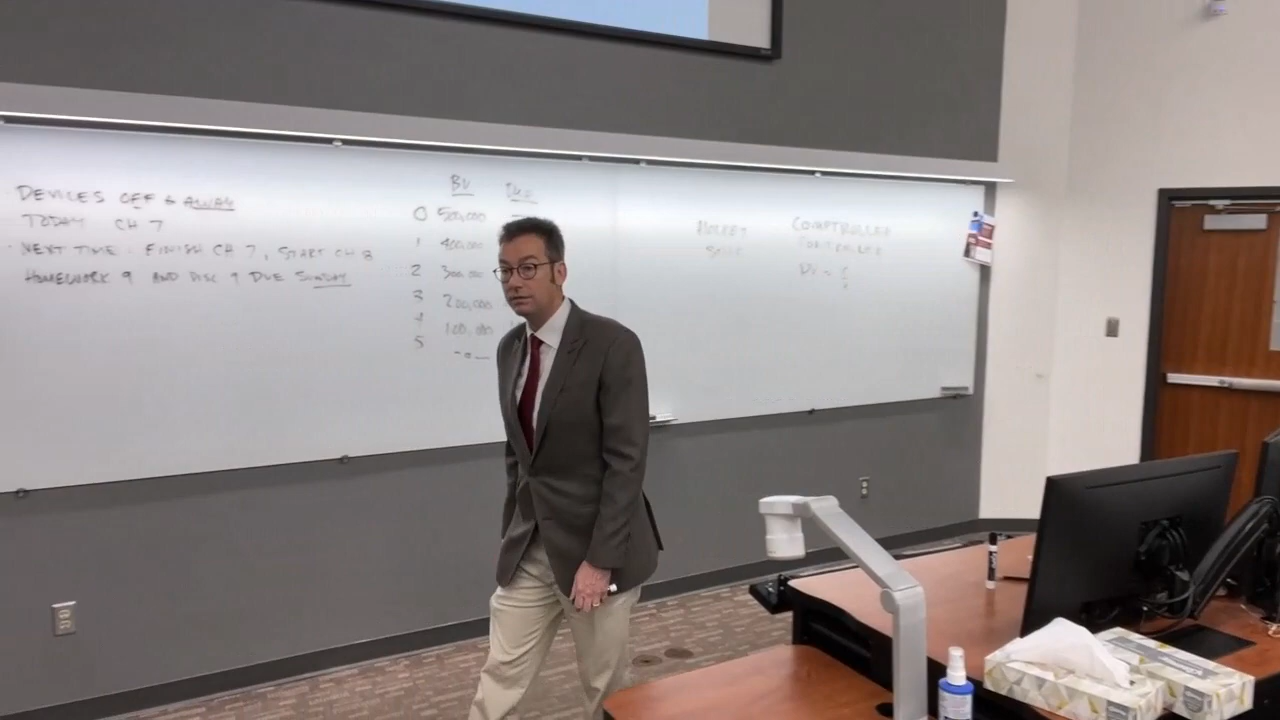 DEVICES OFF & AWAY
TODAY CH 7
NEXT TIME: FINISH CH 7, START CH 8
HOMEWORK 9 AND DISC 9 DUE SUNDAY
BV
0 500,000
1 400,000
2 300,000
3 200,000
4 100,000
5 -0-
MARKET
COMPTROLLER